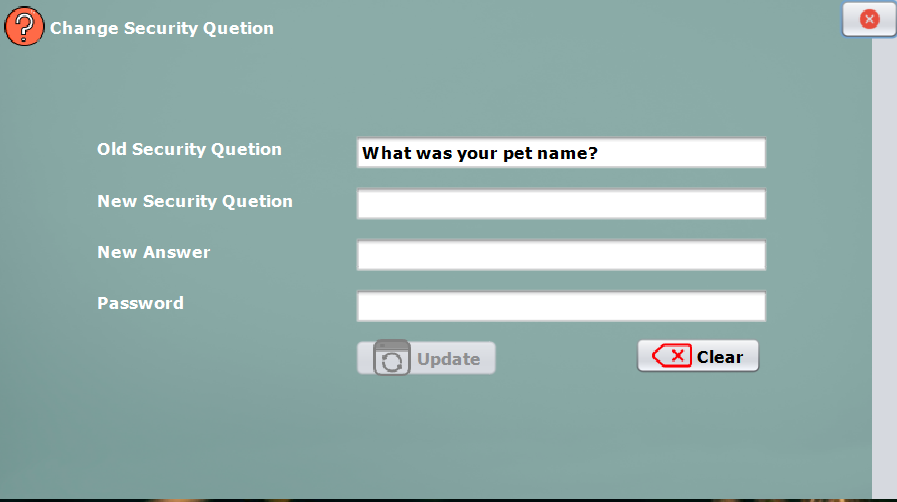 Change Security Quetion
Old Security Quetion
What was your pet name?
New Security Quetion
New Answer
Password
Update
Clear